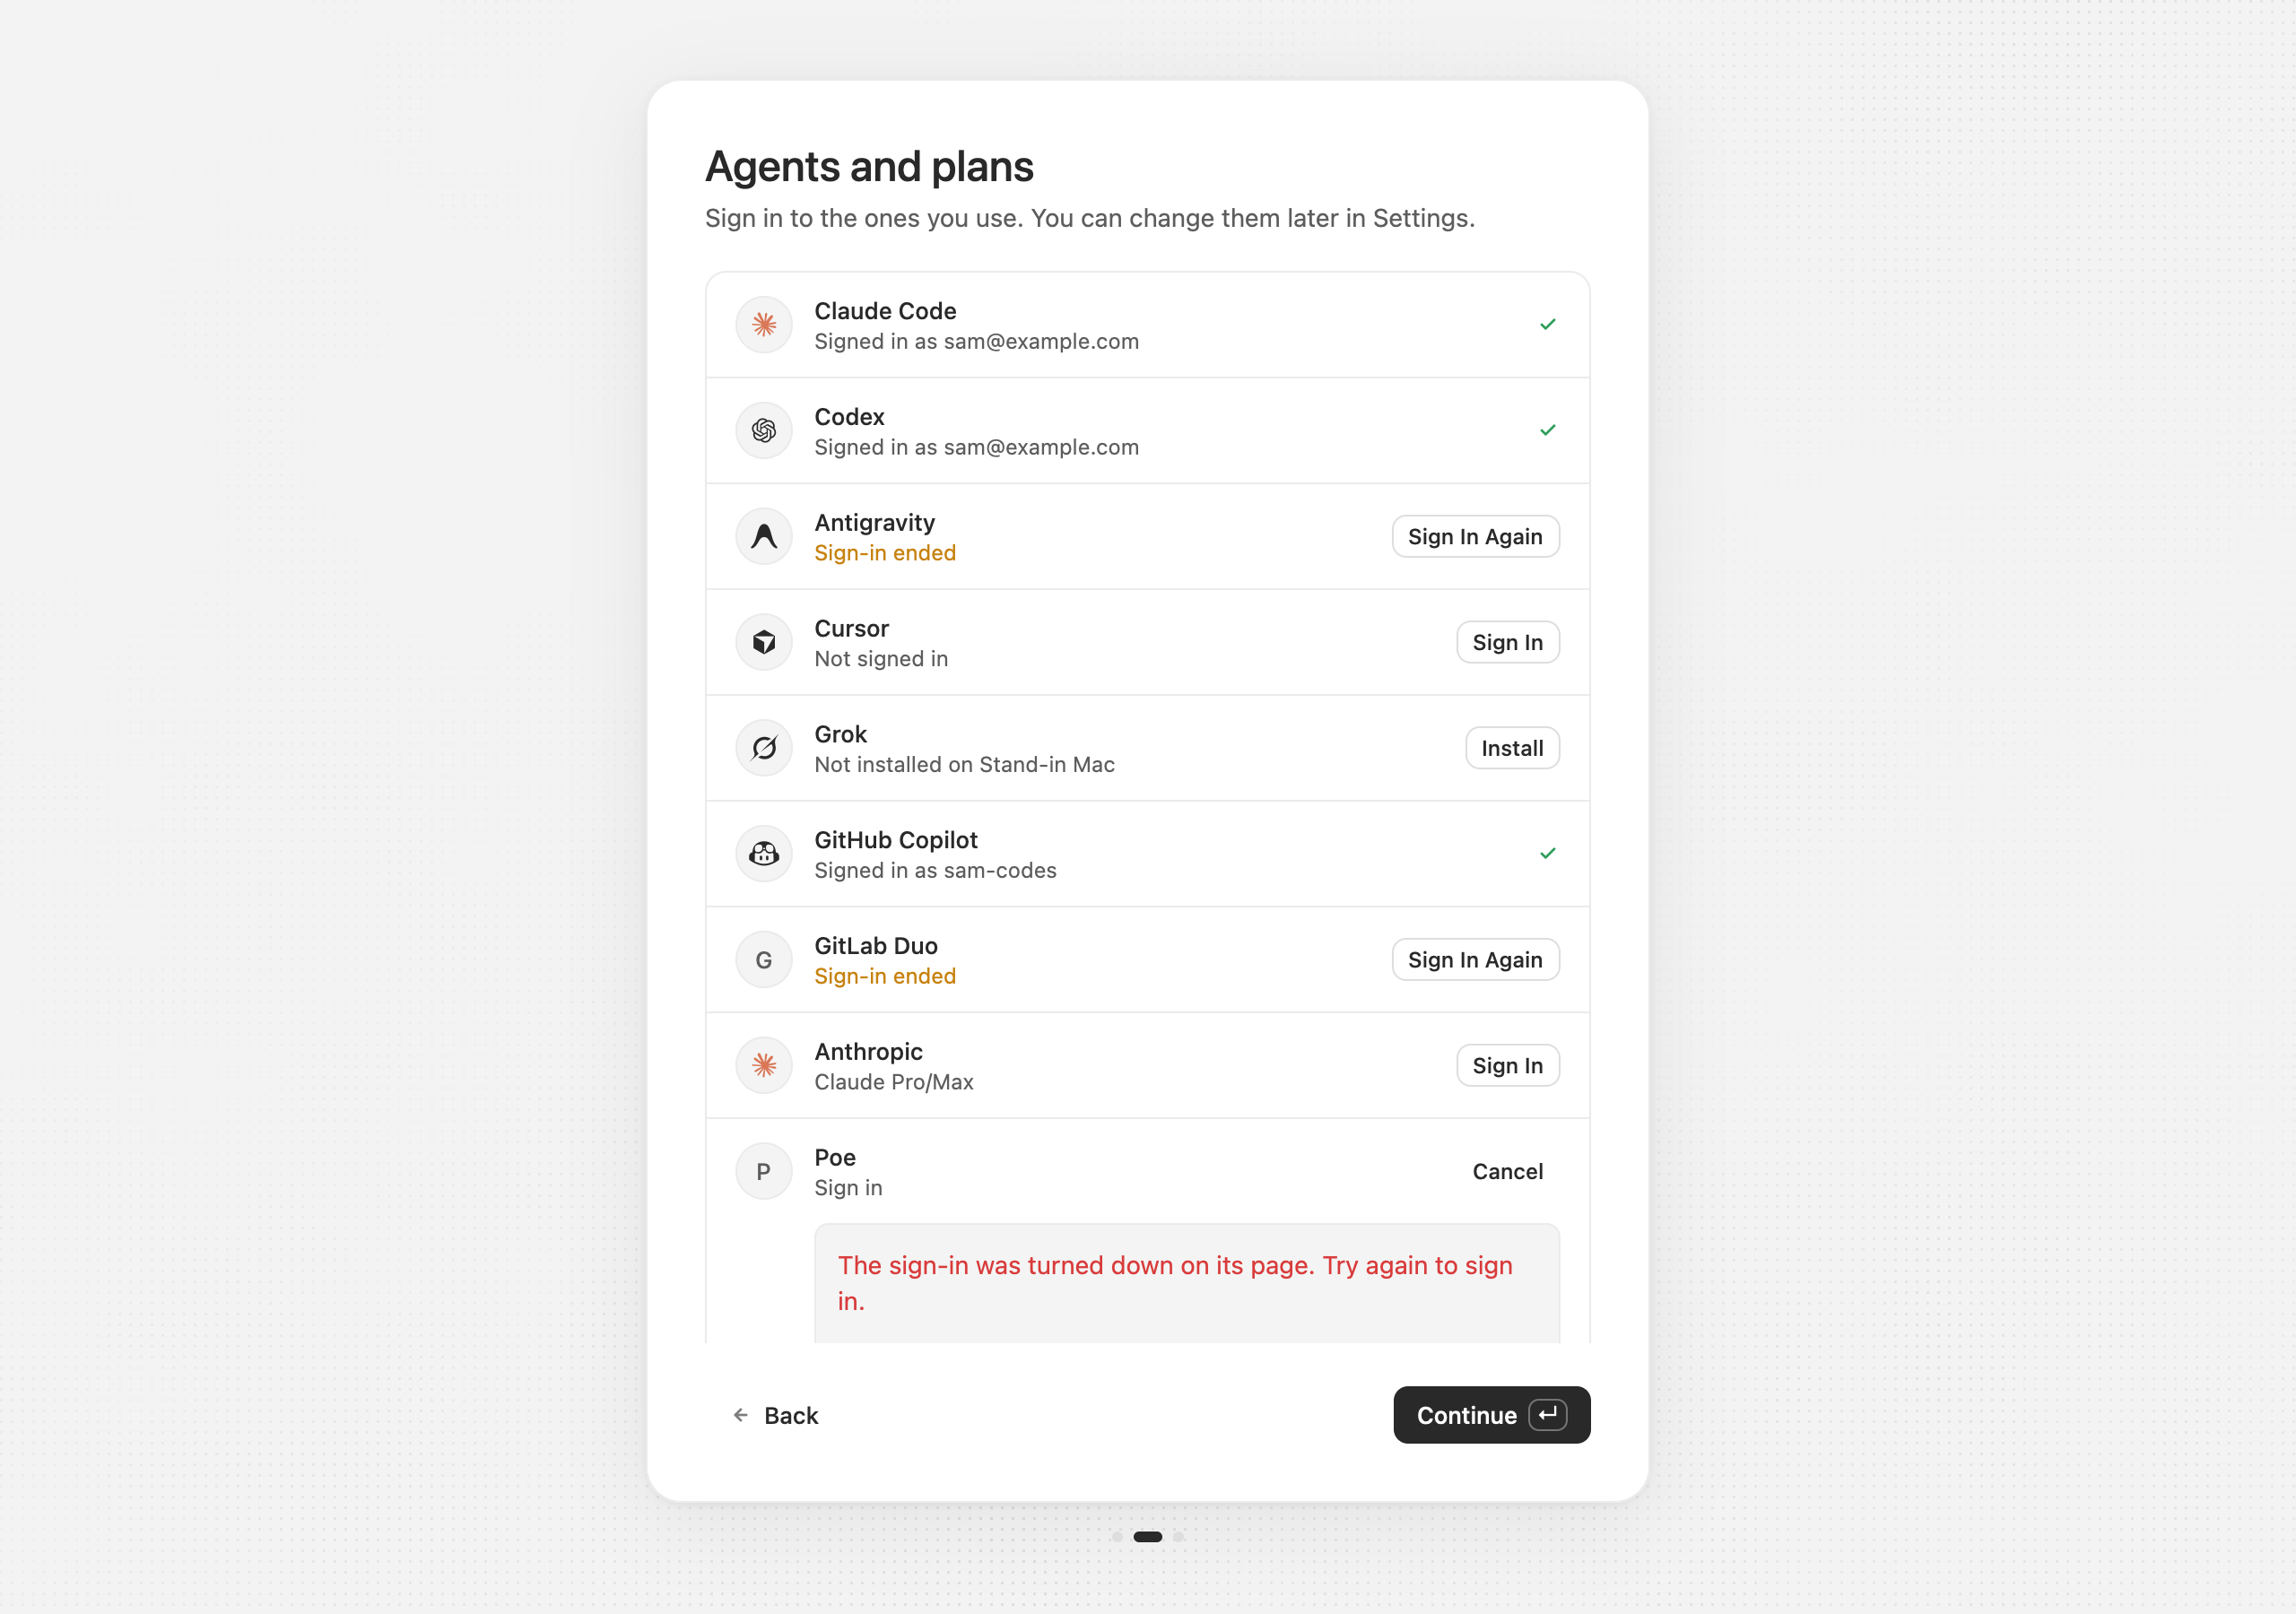 Agents and plans
Sign in to the ones you use. You can change them later in Settings.
Claude Code
Signed in as sam@example.com
Codex
Signed in as sam@example.com
Antigravity
Sign-in ended
Sign In Again
Cursor
Not signed in
Sign In
Grok
Not installed on Stand-in Mac
Install
GitHub Copilot
Signed in as sam-codes
G
GitLab Duo
Sign-in ended
Sign In Again
Anthropic
Claude Pro/Max
Sign In
P
Poe
Sign in
Cancel
The sign-in was turned down on its page. Try again to sign
in.
Back
Continue